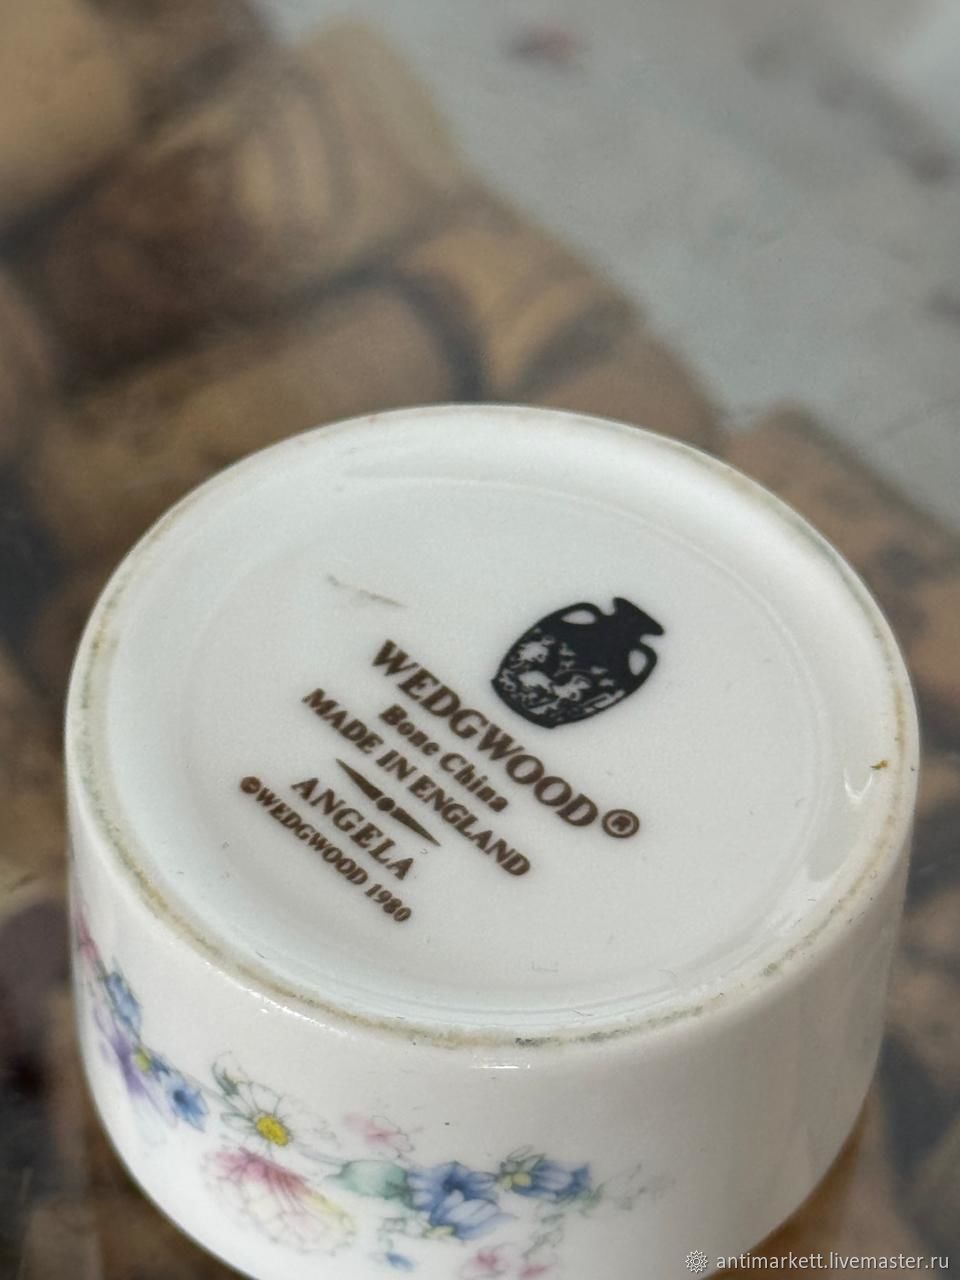 WEDGWOOD®
Bone China
MADE IN ENGLAND
ANGELA
©WEDGWOOD 1980
antimarkett.livemaster.ru